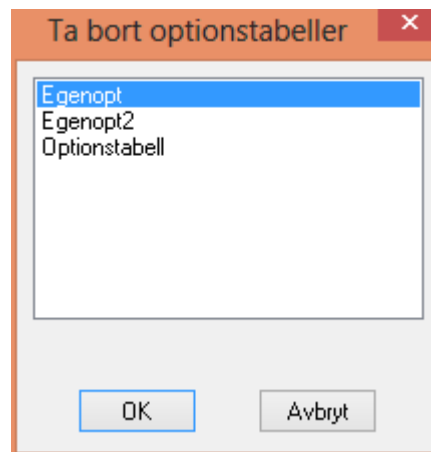 Ta bort optionstabeller
Egenopt
Egenopt2
Optionstabell
OK
Avbryt